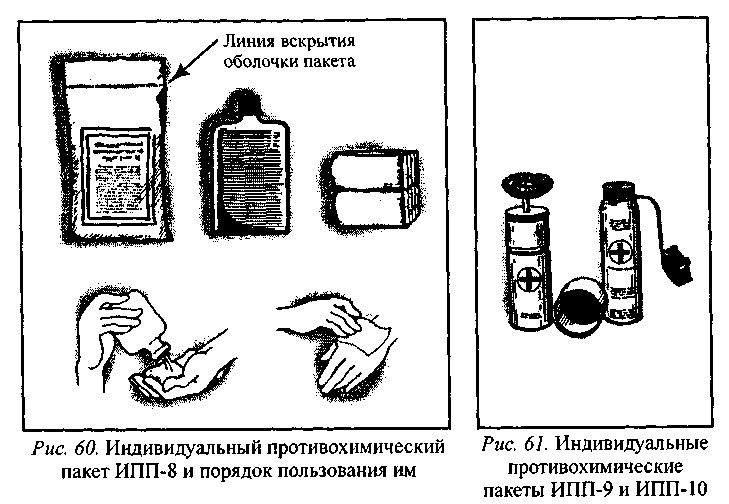 Линия вскрытия
оболочки пакета
Рис. 60. Индивидуальный противохимический
пакет ИПП-8 и порядок пользования им
Рис. 61. Индивидуальные
противохимические
пакеты ИПП-9 и ИПП-10